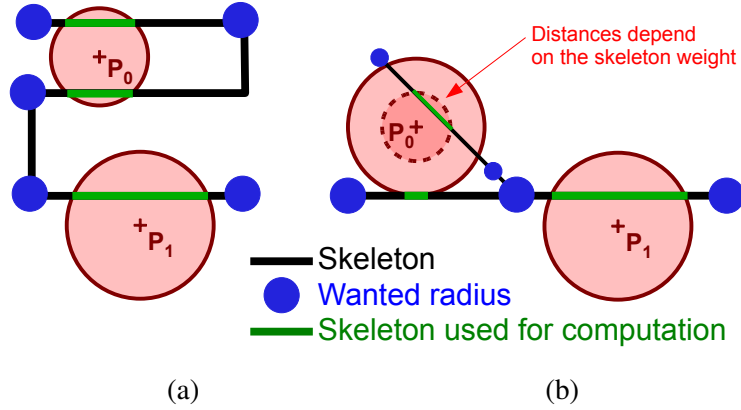 +P0
+P1
Distances depend
on the skeleton weight
P0+
+P1
Skeleton
Wanted radius
Skeleton used for computation
(a)
(b)